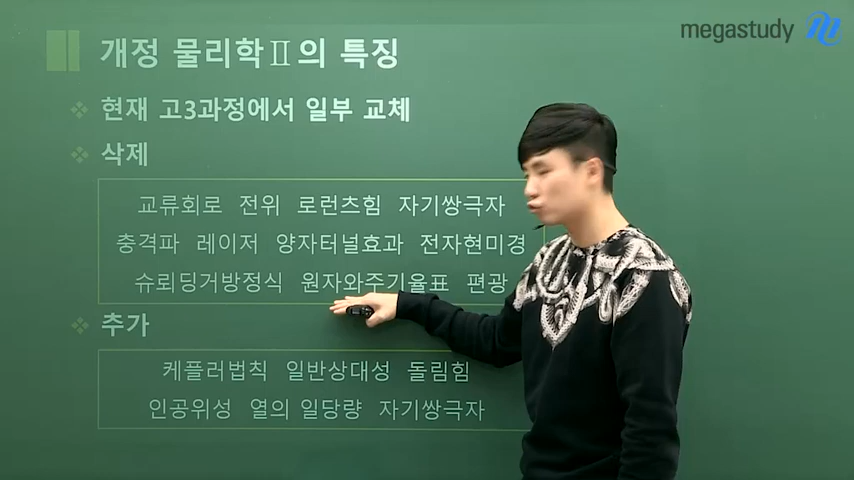 megastudy
개정 물리학Ⅱ의 특징
현재 고3과정에서 일부 교체
삭제
교류회로 전위 로런츠힘 자기쌍극자
충격파 레이저 양자터널효과 전자현미경
슈뢰딩거방정식 원자와주기율표 편광
추가
케플러법칙 일반상대성 돌림힘
인공위성 열의 일당량 자기쌍극자